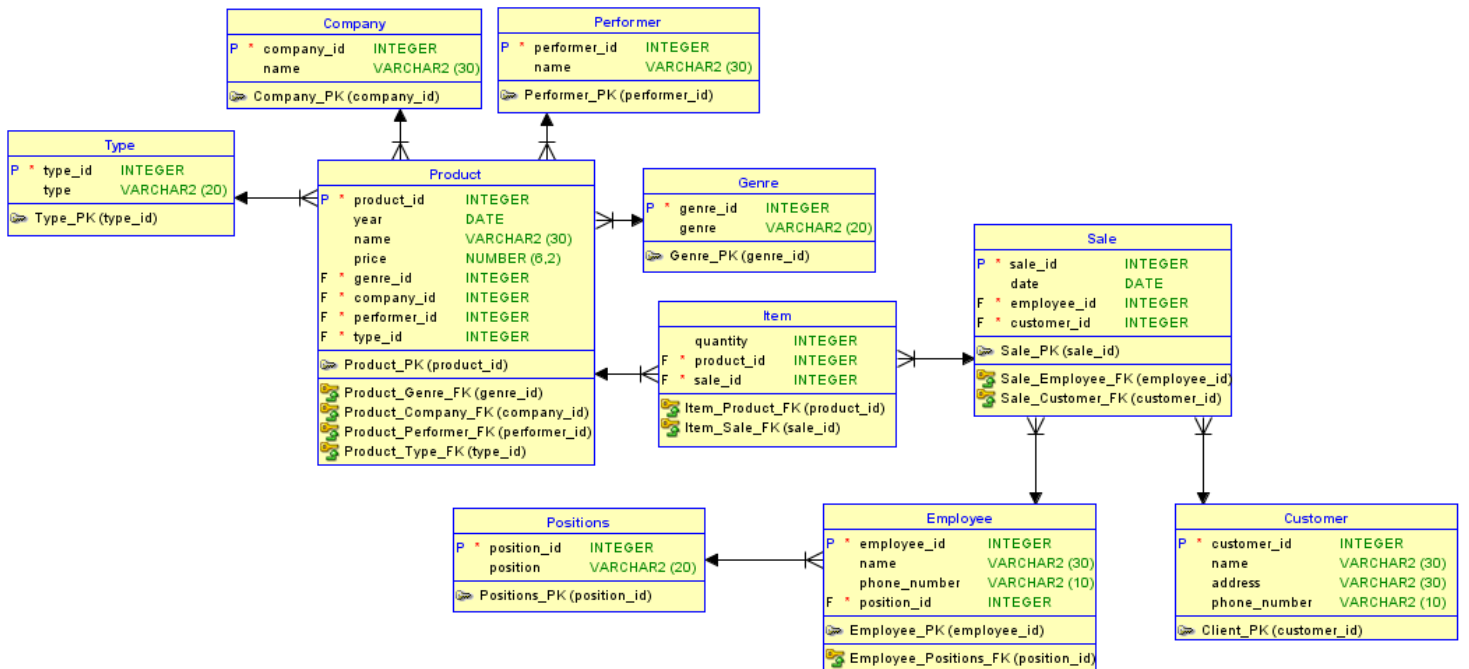 Company
P * company_id INTEGER
name VARCHAR2 (30)
Company_PK (company_id)
Performer
P * performer_id INTEGER
name VARCHAR2 (30)
Performer_PK (performer_id)
Type
P * type_id INTEGER
type VARCHAR2 (20)
Type_PK (type_id)
Product
P * product_id INTEGER
year DATE
name VARCHAR2 (30)
price NUMBER (6,2)
F * genre_id INTEGER
F * company_id INTEGER
F * performer_id INTEGER
F * type_id INTEGER
Product_PK (product_id)
Product_Genre_FK (genre_id)
Product_Company_FK (company_id)
Product_Performer_FK (performer_id)
Product_Type_FK (type_id)
Genre
P * genre_id INTEGER
genre VARCHAR2 (20)
Genre_PK (genre_id)
Item
quantity INTEGER
F * product_id INTEGER
F * sale_id INTEGER
Item_Product_FK (product_id)
Item_Sale_FK (sale_id)
Sale
P * sale_id INTEGER
date DATE
F * employee_id INTEGER
F * customer_id INTEGER
Sale_PK (sale_id)
Sale_Employee_FK (employee_id)
Sale_Customer_FK (customer_id)
Positions
P * position_id INTEGER
position VARCHAR2 (20)
Positions_PK (position_id)
Employee
P * employee_id INTEGER
name VARCHAR2 (30)
phone_number VARCHAR2 (10)
F * position_id INTEGER
Employee_PK (employee_id)
Employee_Positions_FK (position_id)
Customer
P * customer_id INTEGER
name VARCHAR2 (30)
address VARCHAR2 (30)
phone_number VARCHAR2 (10)
Client_PK (customer_id)